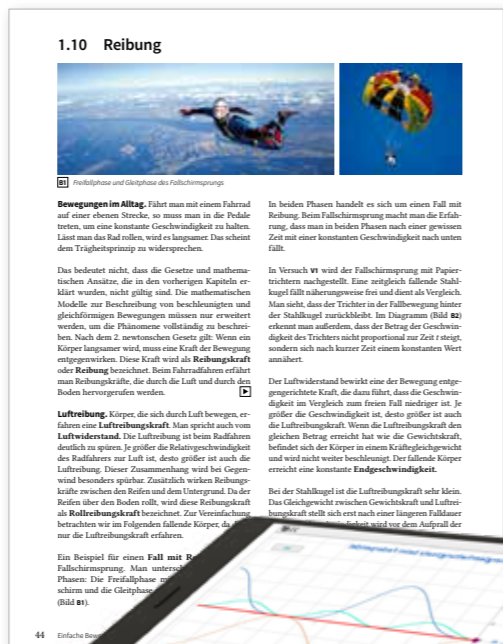 1.10 Reibung
B1 Freifallphase und Gleitphase des Fallschirmsprungs
Bewegungen im Alltag. Fährt man mit einem Fahrrad
auf einer ebenen Strecke, so muss man in die Pedale
treten, um eine konstante Geschwindigkeit zu halten.
Lässt man das Rad rollen, wird es langsamer. Das scheint
dem Trägheitsprinzip zu widersprechen.
Das bedeutet nicht, dass die Gesetze und mathema-
tischen Ansätze, die in den vorherigen Kapiteln er-
klärt wurden, nicht gültig sind. Die mathematischen
Modelle zur Beschreibung von beschleunigten und
gleichförmigen Bewegungen müssen nur erweitert
werden, um die Phänomene vollständig zu beschrei-
ben. Nach dem 2. newtonschen Gesetz gilt: Wenn ein
Körper langsamer wird, muss eine Kraft der Bewegung
entgegenwirken. Diese Kraft wird als Reibungskraft
oder Reibung bezeichnet. Beim Fahrradfahren erfährt
man Reibungskräfte, die durch die Luft und durch den
Boden hervorgerufen werden.
Luftreibung. Körper, die sich durch Luft bewegen, er-
fahren eine Luftreibungskraft. Man spricht auch vom
Luftwiderstand. Die Luftreibung ist beim Radfahren
deutlich zu spüren. Je größer die Relativgeschwindigkeit
des Radfahrers zur Luft ist, desto größer ist auch die
Luftreibung. Dieser Zusammenhang wird bei Gegen-
wind besonders spürbar. Zusätzlich wirken Reibungs-
kräfte zwischen den Reifen und dem Untergrund. Da der
Reifen über den Boden rollt, wird diese Reibungskraft
als Rollreibungskraft bezeichnet. Zur Vereinfachung
betrachten wir im Folgenden fallende Körper, da
nur die Luftreibungskraft erfahren.
Ein Beispiel für einen Fall mit
Fallschirmsprung. Man
Phasen: Die Freifallphase
schirm und die Gleitphase
(Bild B1).
In beiden Phasen handelt es sich um einen Fall mit
Reibung. Beim Fallschirmsprung macht man die Erfah-
rung, dass man in beiden Phasen nach einer gewissen
Zeit mit einer konstanten Geschwindigkeit nach unten
fällt.
In Versuch V1 wird der Fallschirmsprung mit Papier-
trichtern nachgestellt. Eine zeitgleich fallende Stahl-
kugel fällt näherungsweise frei und dient als Vergleich.
Man sieht, dass der Trichter in der Fallbewegung hinter
der Stahlkugel zurückbleibt. Im Diagramm (Bild B2)
erkennt man außerdem, dass der Betrag der Geschwin-
digkeit des Trichters nicht proportional zur Zeit t steigt,
sondern sich nach kurzer Zeit einem konstanten Wert
annähert.
Der Luftwiderstand bewirkt eine der Bewegung entge-
gengerichtete Kraft, die dazu führt, dass die Geschwin-
digkeit im Vergleich zum freien Fall niedriger ist. Je
größer die Geschwindigkeit ist, desto größer ist auch
die Luftreibungskraft. Wenn die Luftreibungskraft den
gleichen Betrag erreicht hat wie die Gewichtskraft,
befindet sich der Körper in einem Kräftegleichgewicht
und wird nicht weiter beschleunigt. Der fallende Körper
erreicht eine konstante Endgeschwindigkeit.
Bei der Stahlkugel ist die Luftreibungskraft sehr klein.
Das Gleichgewicht zwischen Gewichtskraft und Luftrei-
bungskraft stellt sich erst nach einer längeren Falldauer
wird vor dem Aufprall der
44 Einfache